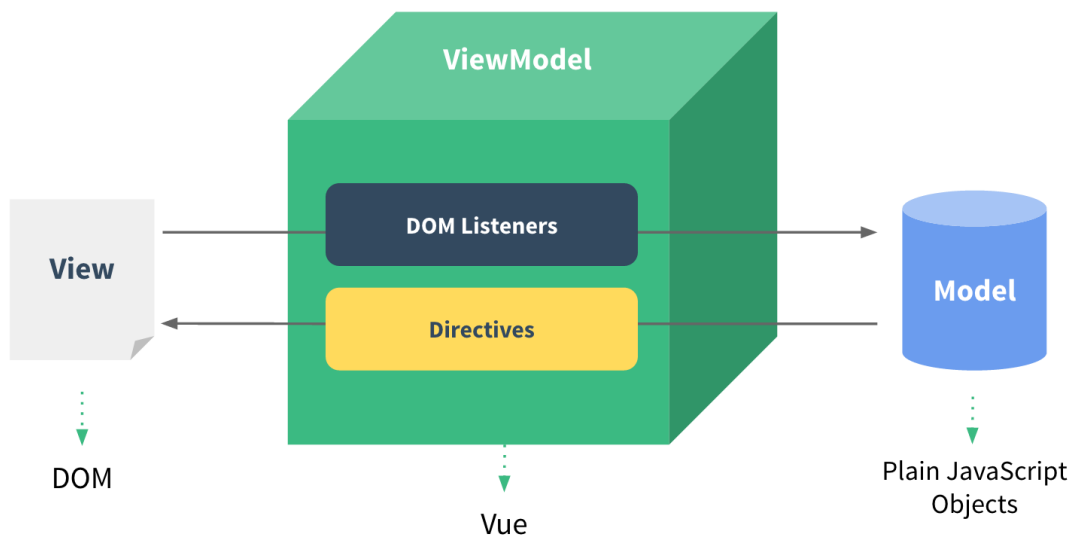 ViewModel
DOM Listeners
View
Directives
Model
DOM
Vue
Plain JavaScript
Objects